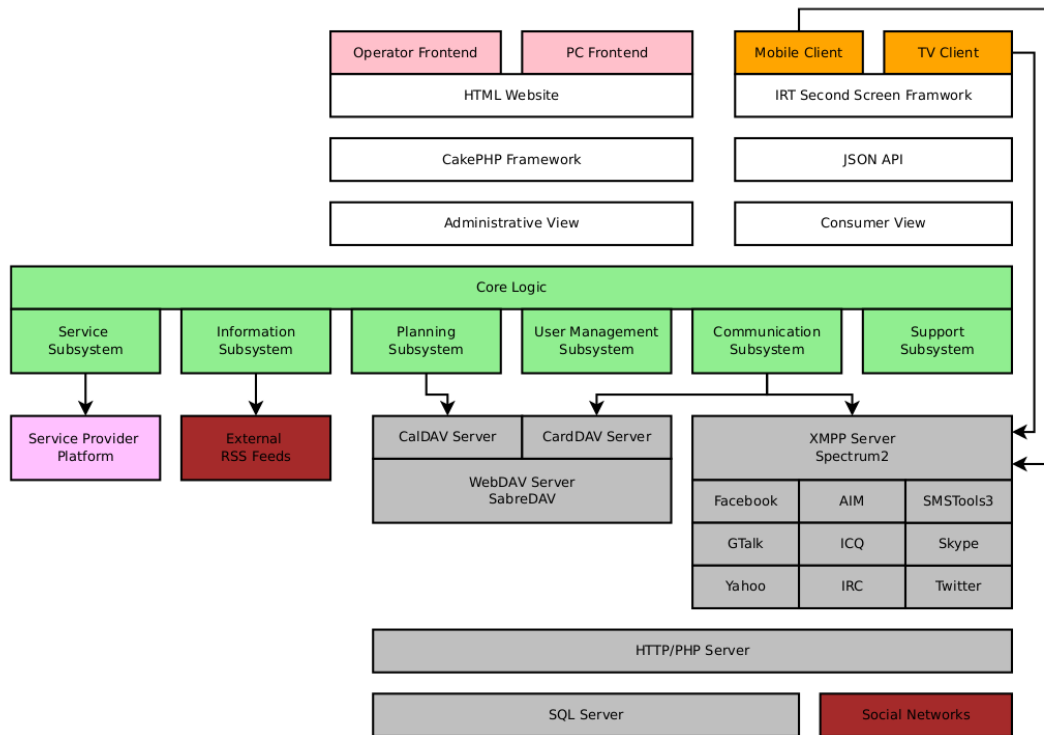 Operator Frontend
PC Frontend
Mobile Client
TV Client
HTML Website
IRT Second Screen Framwork
CakePHP Framework
JSON API
Administrative View
Consumer View
Core Logic
Service
Subsystem
Information
Subsystem
Planning
Subsystem
User Management
Subsystem
Communication
Subsystem
Support
Subsystem
Service Provider
Platform
External
RSS Feeds
CalDAV Server
CardDAV Server
WebDAV Server
SabreDAV
XMPP Server
Spectrum2
Facebook
AIM
SMSTools3
GTalk
ICQ
Skype
Yahoo
IRC
Twitter
HTTP/PHP Server
SQL Server
Social Networks